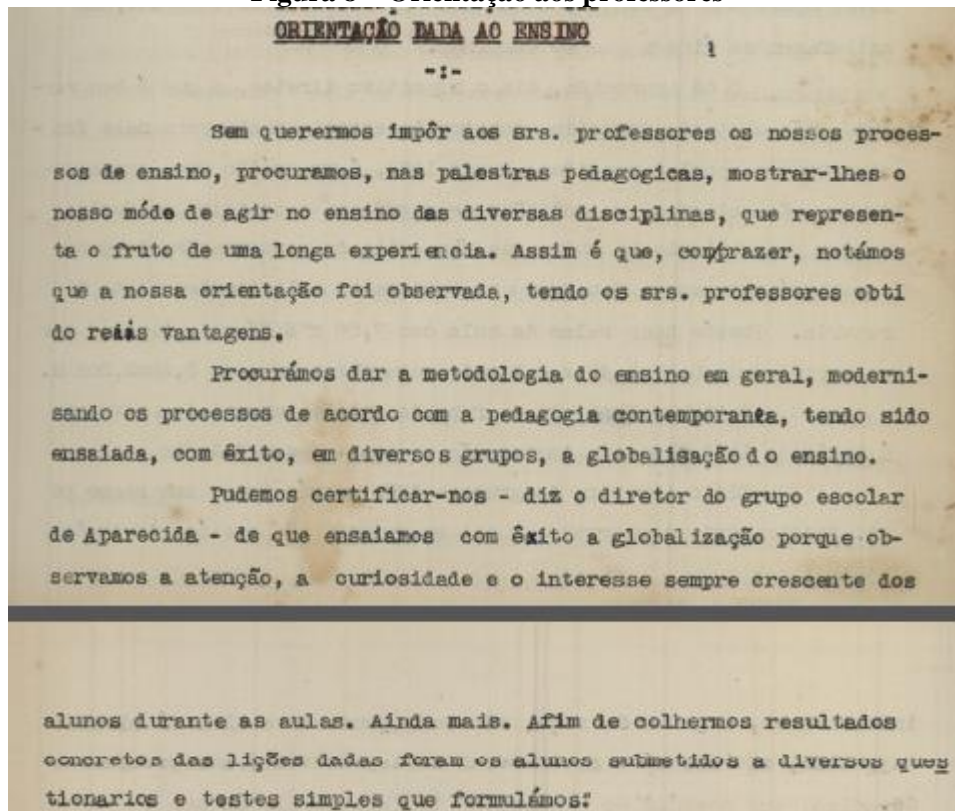 Figura 8 – Orientação aos professores
ORIENTAÇÃO DADA AO ENSINO
1
-:-
Sem querermos impôr aos srs. professores os nossos proces-
sos de ensino, procuramos, nas palestras pedagogicas, mostrar-lhes o
nosso móde de agir no ensino das diversas disciplinas, que represen-
ta o fruto de uma longa experiencia. Assim é que, com prazer, notámos
que a nossa orientação foi observada, tendo os srs. professores obti
do reais vantagens.
Procurámos dar a metodologia do ensino em geral, moderni-
sando os processos de acordo com a pedagogia contemporanea, tendo sido
ensaiada, com êxito, em diversos grupos, a globalisação do ensino.
Pudemos certificar-nos - diz o diretor do grupo escolar
de Aparecida - de que ensaiamos com êxito a globalização porque ob-
servamos a atenção, a curiosidade e o interesse sempre crescente dos
alunos durante as aulas. Ainda mais. Afim de colhermos resultados
concretos das lições dadas foram os alunos submetidos a diversos ques
tionarios e testes simples que formulámos: